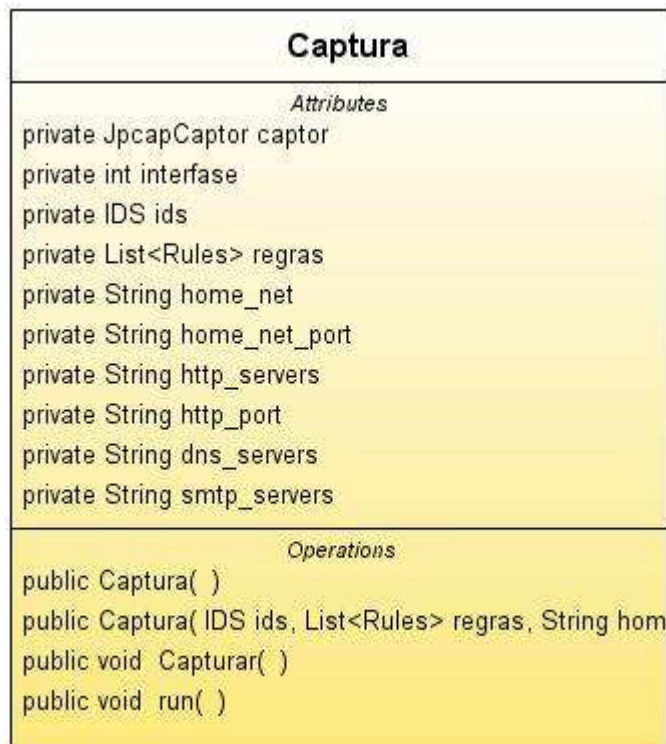 Captura
Attributes
private JpcapCaptor captor
private int interfase
private IDS ids
private List<Rules> regras
private String home_net
private String home_net_port
private String http_servers
private String http_port
private String dns_servers
private String smtp_servers
Operations
public Captura( )
public Captura( IDS ids, List<Rules> regras, String hom
public void Capturar( )
public void run( )